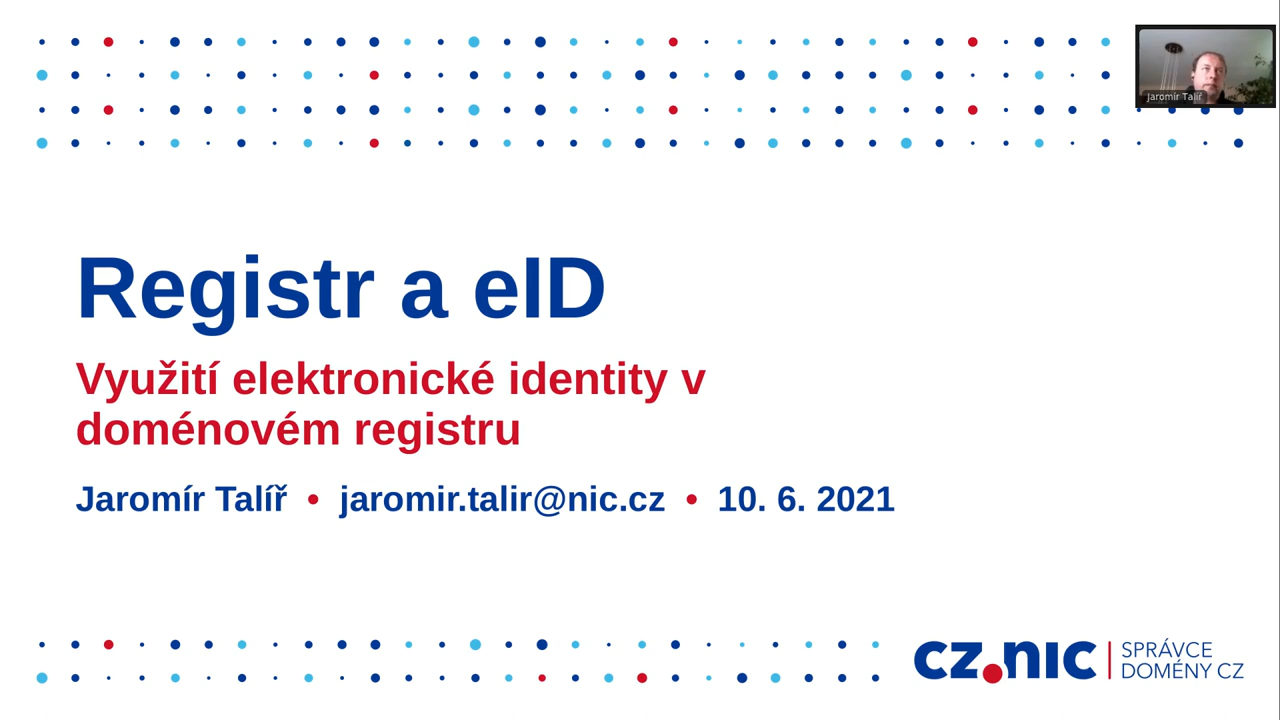 Jaromír Talíř
Registr a eID
Využití elektronické identity v
doménovém registru
Jaromír Talíř • jaromir.talir@nic.cz • 10. 6. 2021
CZ.NIC | SPRÁVCE
DOMÉNY CZ